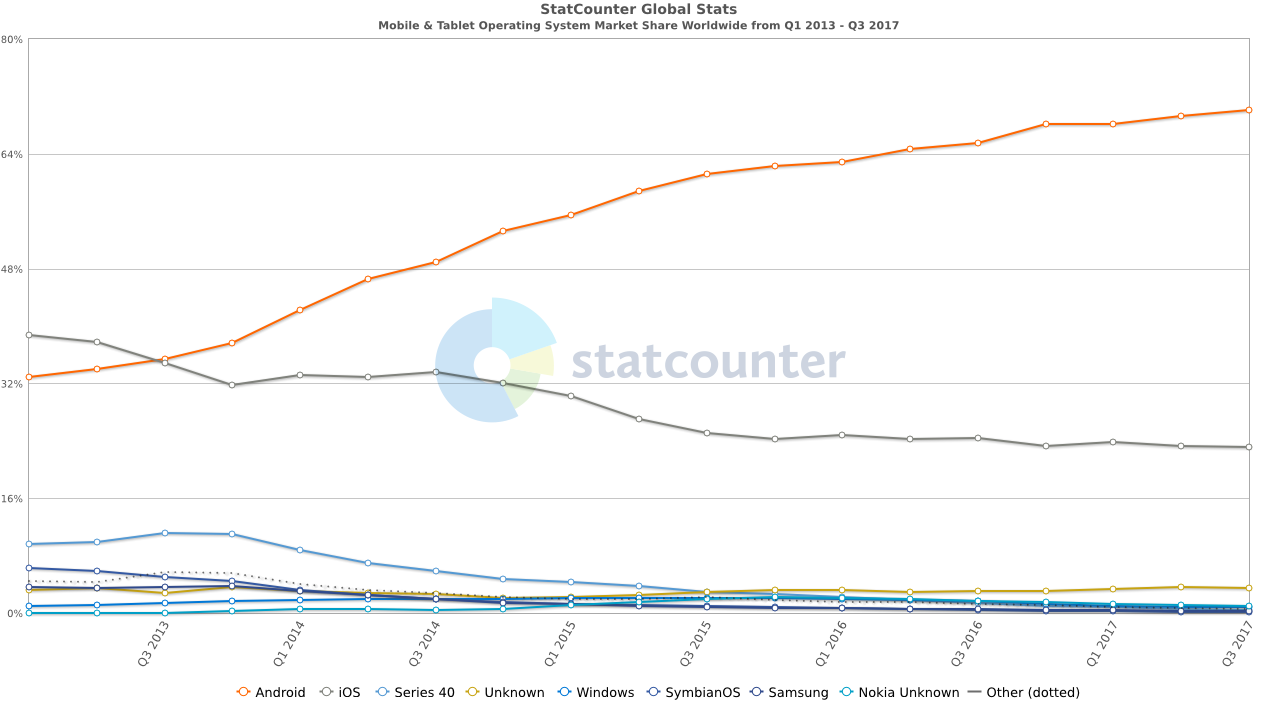 StatCounter Global Stats
Mobile & Tablet Operating System Market Share Worldwide from Q1 2013 - Q3 2017
80%
64%
48%
statcounter
32%
16%
0%
Q3 2013 Q1 2014 Q3 2014 Q1 2015 Q3 2015 Q1 2016 Q3 2016 Q1 2017 Q3 2017
Android iOS Series 40 Unknown Windows SymbianOS Samsung Nokia Unknown Other (dotted)